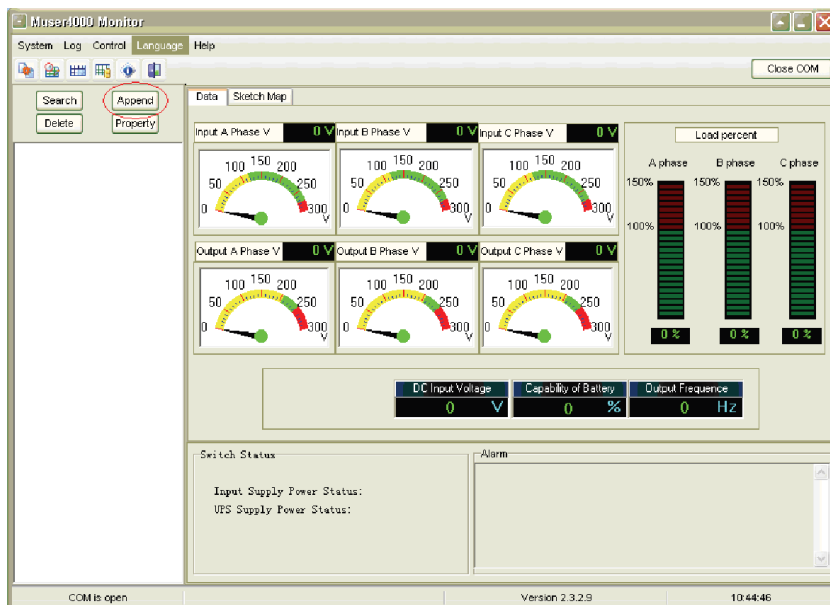 Muser4000 Monitor
System Log Control Language Help
Close COM
Search Append
Delete Property
Data Sketch Map
Input A Phase V 0 V Input B Phase V 0 V Input C Phase V 0 V
0 50 100 150 200 250 300 V
0 50 100 150 200 250 300 V
0 50 100 150 200 250 300 V
Output A Phase V 0 V Output B Phase V 0 V Output C Phase V 0 V
0 50 100 150 200 250 300 V
0 50 100 150 200 250 300 V
0 50 100 150 200 250 300 V
Load percent
A phase B phase C phase
150% 150% 150%
100% 100% 100%
0 % 0 % 0 %
DC Input Voltage Capability of Battery Output Frequence
0 V 0 % 0 Hz
Switch Status
Input Supply Power Status:
UPS Supply Power Status:
Alarm
COM is open Version 2.3.2.9 10:44:46